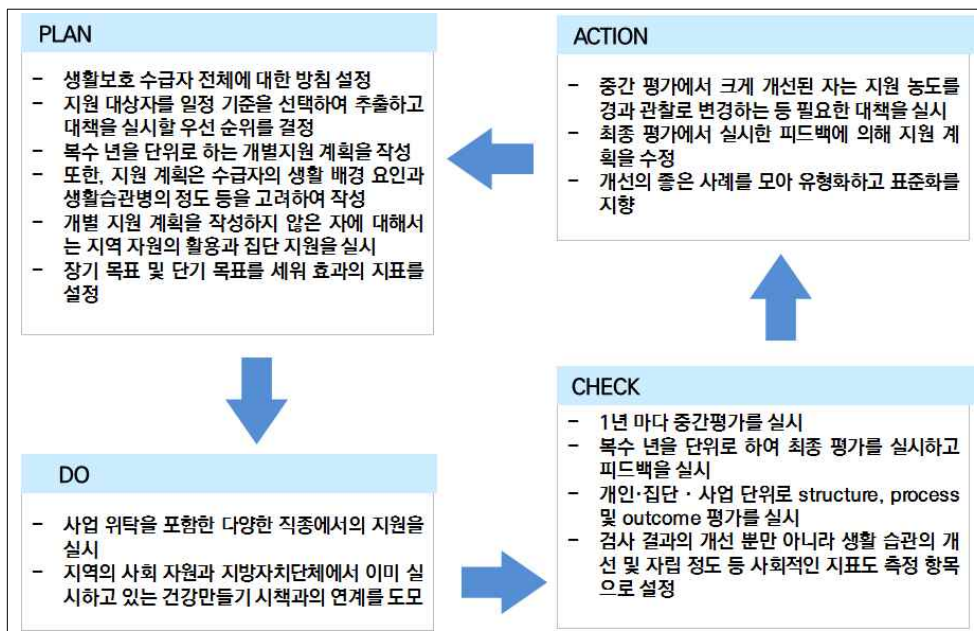 PLAN
- 생활보호 수급자 전체에 대한 방침 설정
- 지원 대상자를 일정 기준을 선택하여 추출하고
대책을 실시할 우선 순위를 결정
- 복수 년을 단위로 하는 개별지원 계획을 작성
- 또한, 지원 계획은 수급자의 생활 배경 요인과
생활습관병의 정도 등을 고려하여 작성
- 개별 지원 계획을 작성하지 않은 자에 대해서
는 지역 자원의 활용과 집단 지원을 실시
- 장기 목표 및 단기 목표를 세워 효과의 지표를
설정
DO
- 사업 위탁을 포함한 다양한 직종에서의 지원을
실시
- 지역의 사회 자원과 지방자치단체에서 이미 실
시하고 있는 건강만들기 시책과의 연계를 도모
CHECK
- 1년 마다 중간평가를 실시
- 복수 년을 단위로 하여 최종 평가를 실시하고
피드백을 실시
- 개인·집단 · 사업 단위로 structure, process
및 outcome 평가를 실시
- 검사 결과의 개선 뿐만 아니라 생활 습관의 개
선 및 자립 정도 등 사회적인 지표도 측정 항목
으로 설정
ACTION
- 중간 평가에서 크게 개선된 자는 지원 농도를
경과 관찰로 변경하는 등 필요한 대책을 실시
- 최종 평가에서 실시한 피드백에 의해 지원 계
획을 수정
- 개선의 좋은 사례를 모아 유형화하고 표준화를
지향